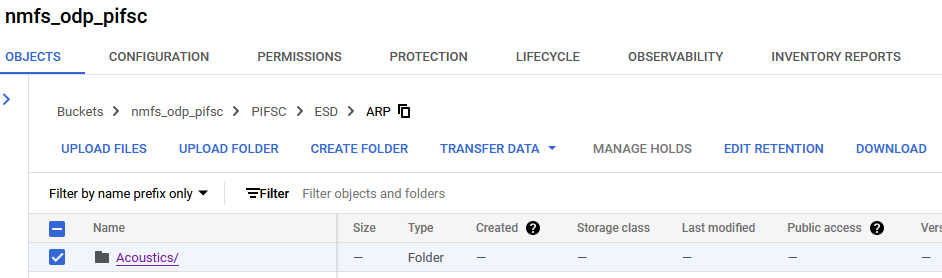 nmfs_odp_pifsc
OBJECTS CONFIGURATION PERMISSIONS PROTECTION LIFECYCLE OBSERVABILITY INVENTORY REPORTS
Buckets > nmfs_odp_pifsc > PIFSC > ESD > ARP
UPLOAD FILES UPLOAD FOLDER CREATE FOLDER TRANSFER DATA MANAGE HOLDS EDIT RETENTION DOWNLOAD
Filter by name prefix only Filter Filter objects and folders
Name Size Type Created ? Storage class Last modified Public access ? Vers
Acoustics/ — Folder — — — — —